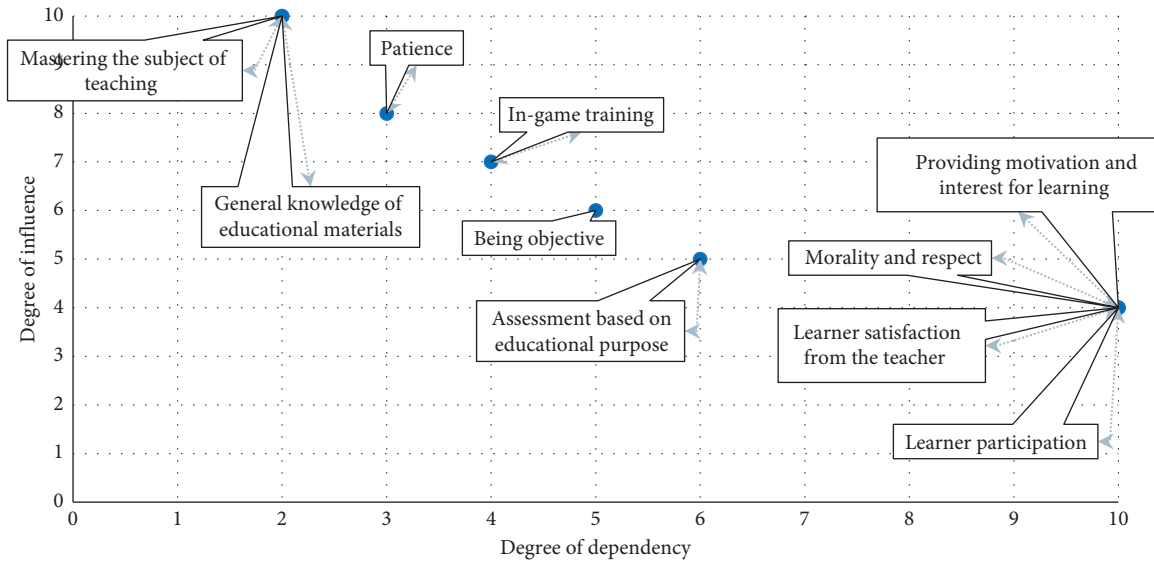 10
9
8
7
6
5
4
3
2
1
0
Degree of influence
Mastering the subject of
teaching
Patience
In-game training
General knowledge of
educational materials
Being objective
Assessment based on
educational purpose
Providing motivation and
interest for learning
Morality and respect
Learner satisfaction
from the teacher
Learner participation
0 1 2 3 4 5 6 7 8 9 10
Degree of dependency